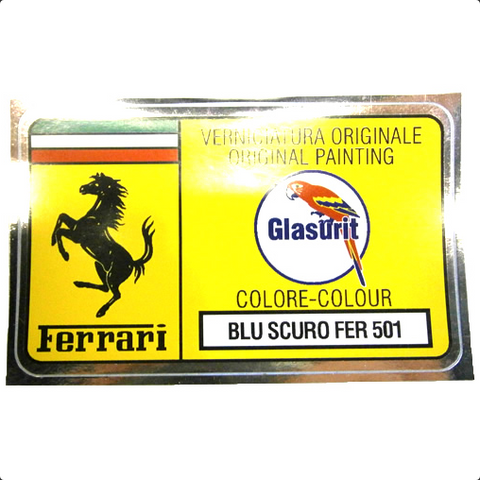 VERNICIATURA ORIGINALE
ORIGINAL PAINTING
Glasurit
COLORE-COLOUR
BLU SCURO FER 501
Ferrari